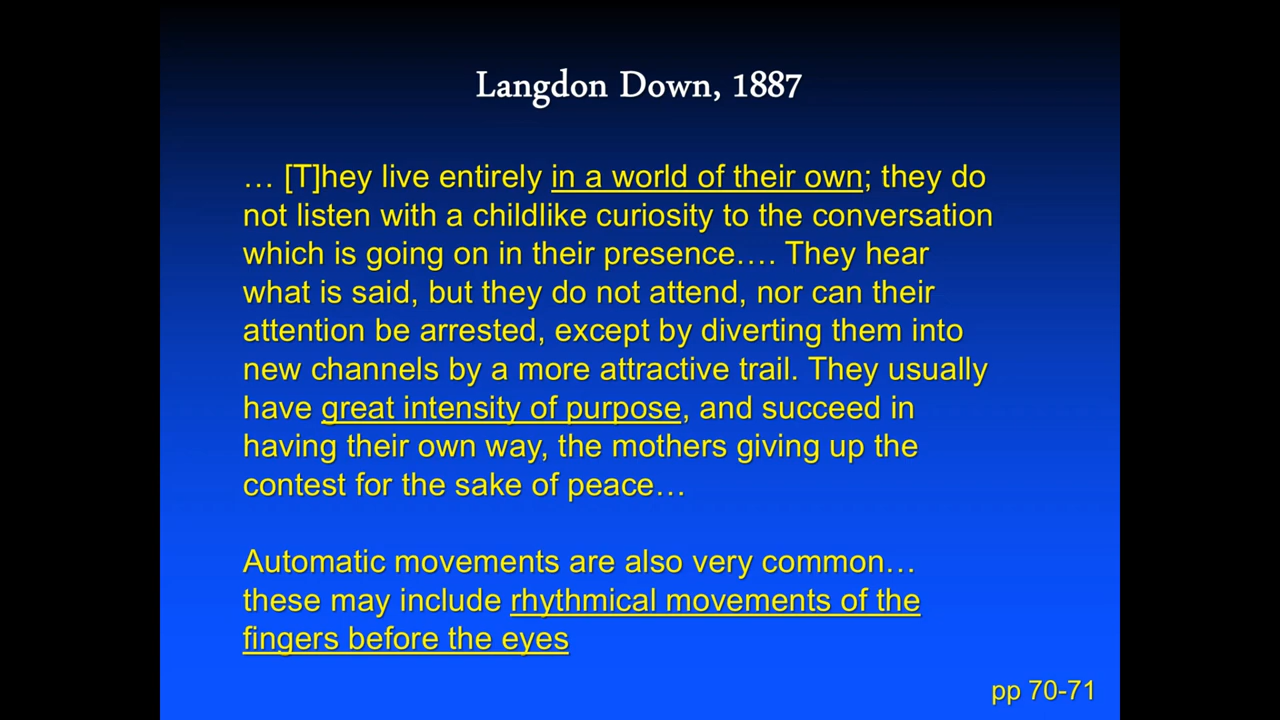 Langdon Down, 1887
… [T]hey live entirely in a world of their own; they do
not listen with a childlike curiosity to the conversation
which is going on in their presence…. They hear
what is said, but they do not attend, nor can their
attention be arrested, except by diverting them into
new channels by a more attractive trail. They usually
have great intensity of purpose, and succeed in
having their own way, the mothers giving up the
contest for the sake of peace…
Automatic movements are also very common…
these may include rhythmical movements of the
fingers before the eyes
pp 70-71